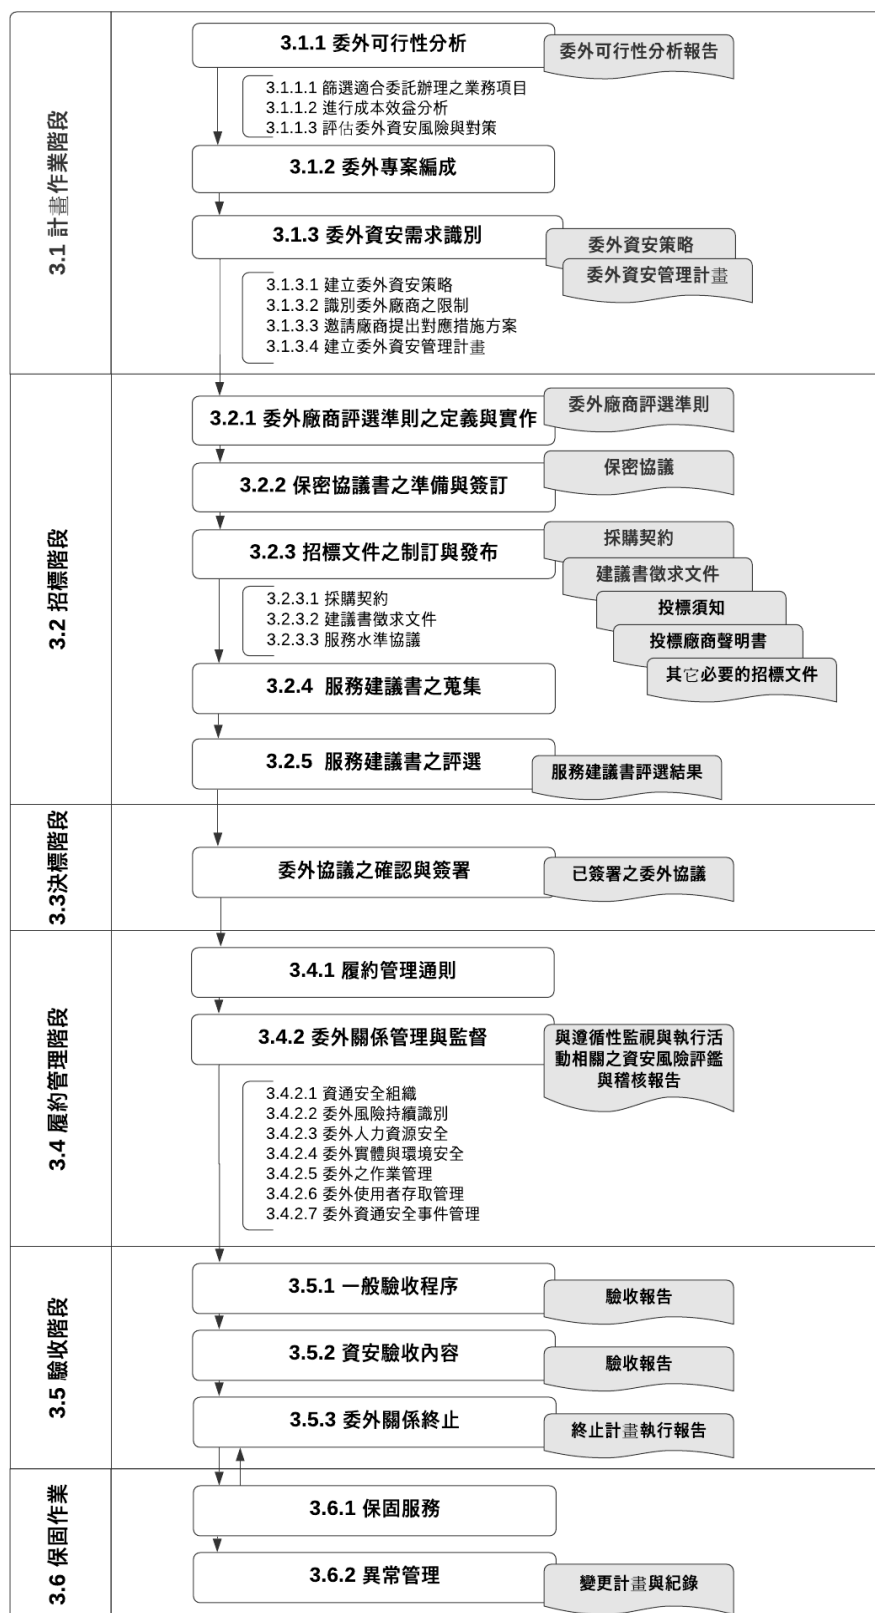 3.1 計畫作業階段
3.1.1 委外可行性分析
委外可行性分析報告
3.1.1.1 篩選適合委託辦理之業務項目
3.1.1.2 進行成本效益分析
3.1.1.3 評估委外資安風險與對策
3.1.2 委外專案編成
3.1.3 委外資安需求識別
委外資安策略
委外資安管理計畫
3.1.3.1 建立委外資安策略
3.1.3.2 識別委外廠商之限制
3.1.3.3 邀請廠商提出對應措施方案
3.1.3.4 建立委外資安管理計畫
3.2 招標階段
3.2.1 委外廠商評選準則之定義與實作
委外廠商評選準則
3.2.2 保密協議書之準備與簽訂
保密協議
3.2.3 招標文件之制訂與發布
採購契約
建議書徵求文件
投標須知
投標廠商聲明書
其它必要的招標文件
3.2.3.1 採購契約
3.2.3.2 建議書徵求文件
3.2.3.3 服務水準協議
3.2.4 服務建議書之蒐集
3.2.5 服務建議書之評選
服務建議書評選結果
3.3決標階段
委外協議之確認與簽署
已簽署之委外協議
3.4 履約管理階段
3.4.1 履約管理通則
3.4.2 委外關係管理與監督
與遵循性監視與執行活
動相關之資安風險評鑑
與稽核報告
3.4.2.1 資通安全組織
3.4.2.2 委外風險持續識別
3.4.2.3 委外人力資源安全
3.4.2.4 委外實體與環境安全
3.4.2.5 委外之作業管理
3.4.2.6 委外使用者存取管理
3.4.2.7 委外資通安全事件管理
3.5 驗收階段
3.5.1 一般驗收程序
驗收報告
3.5.2 資安驗收內容
驗收報告
3.5.3 委外關係終止
終止計畫執行報告
3.6 保固作業
3.6.1 保固服務
3.6.2 異常管理
變更計畫與紀錄